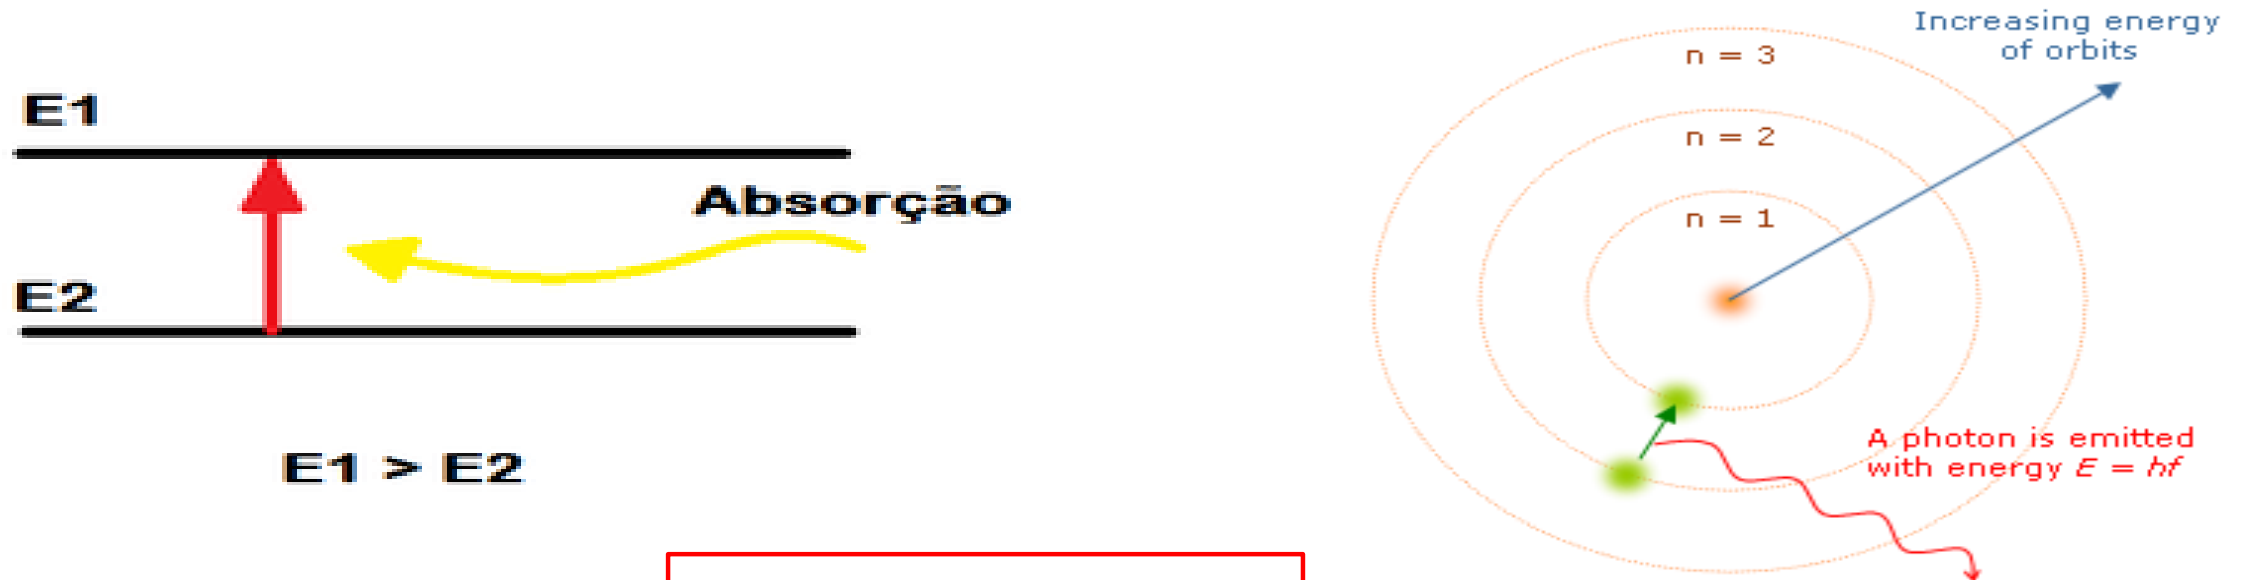 E1
Absorção
E2
E1 > E2
Increasing energy
of orbits
n = 3
n = 2
n = 1
A photon is emitted
with energy E = hf